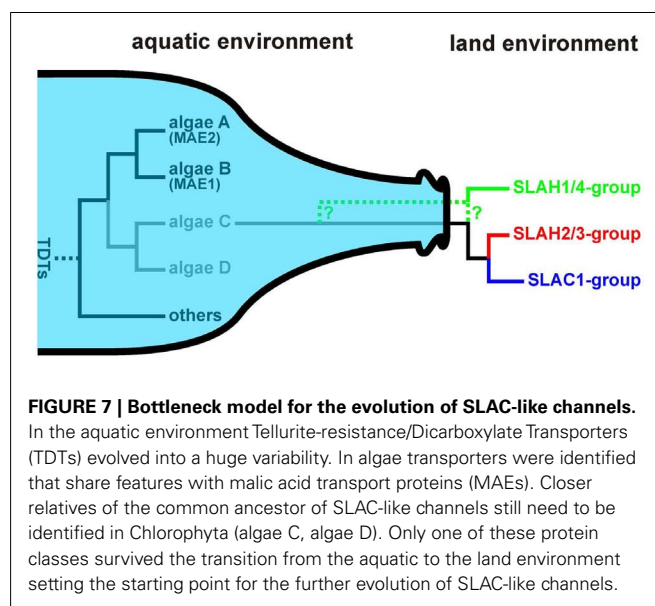 aquatic environment land environment
algae A
(MAE2)
algae B
(MAE1)
SLAH1/4-group
?
?
algae C
TDTs
SLAH2/3-group
algae D
SLAC1-group
others
FIGURE 7 | Bottleneck model for the evolution of SLAC-like channels.
In the aquatic environment Tellurite-resistance/Dicarboxylate Transporters
(TDTs) evolved into a huge variability. In algae transporters were identified
that share features with malic acid transport proteins (MAEs). Closer
relatives of the common ancestor of SLAC-like channels still need to be
identified in Chlorophyta (algae C, algae D). Only one of these protein
classes survived the transition from the aquatic to the land environment
setting the starting point for the further evolution of SLAC-like channels.